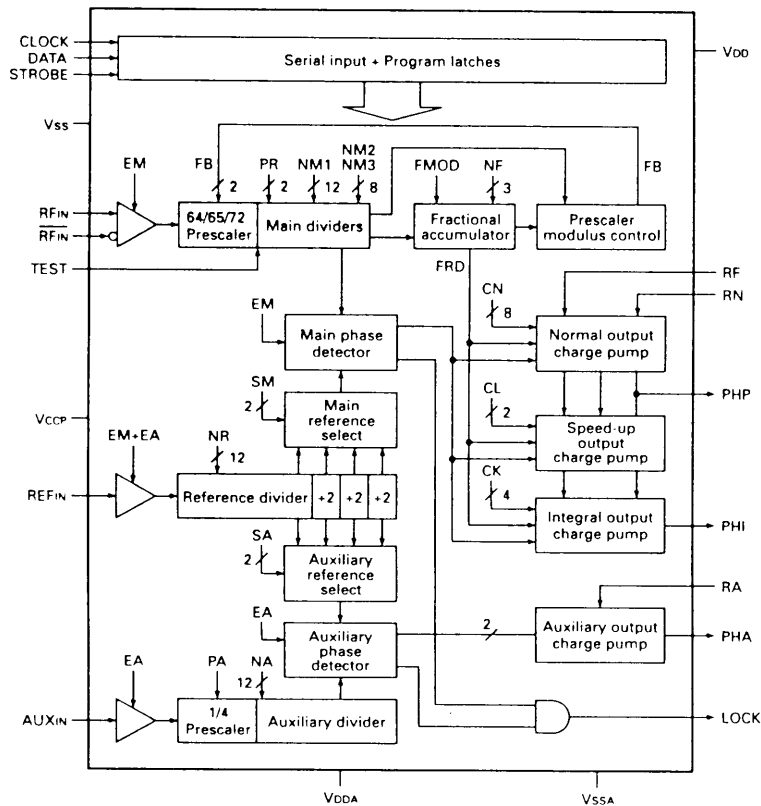 CLOCK
DATA
STROBE
Serial input + Program latches
VDD
VSS
EM
FB
2
PR
2
NM1
12
NM2
NM3
8
FMOD
NF
3
FB
RFIN
RFIN
64/65/72
Prescaler
Main dividers
Fractional
accumulator
Prescaler
modulus control
TEST
FRD
RF
RN
EM
CN
8
Main phase
detector
Normal output
charge pump
SM
2
Main
reference
select
CL
2
PHP
VCCP
Speed-up
output
charge pump
EM+EA
NR
12
CK
4
REFIN
Reference divider
÷2
÷2
÷2
Integral output
charge pump
PHI
SA
2
Auxiliary
reference
select
RA
EA
Auxiliary
phase
detector
2
Auxiliary output
charge pump
PHA
EA
PA
NA
12
AUXIN
1/4
Prescaler
Auxiliary divider
LOCK
VDDA
VSSA